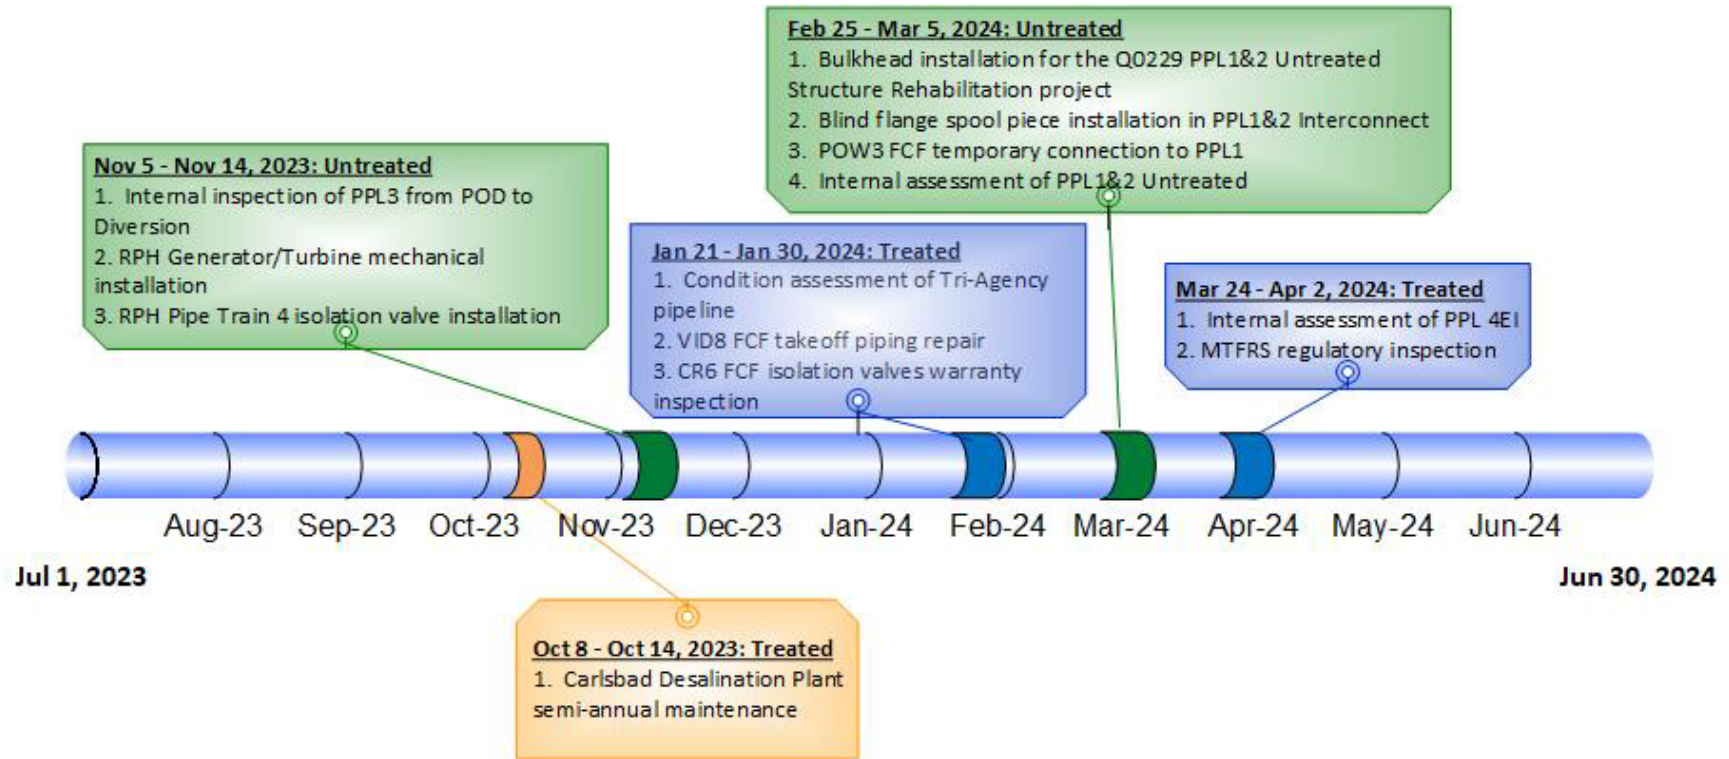 Feb 25 - Mar 5, 2024: Untreated
1. Bulkhead installation for the Q0229 PPL1&2 Untreated
Structure Rehabilitation project
2. Blind flange spool piece installation in PPL1&2 Interconnect
3. POW3 FCF temporary connection to PPL1
4. Internal assessment of PPL1&2 Untreated
Nov 5 - Nov 14, 2023: Untreated
1. Internal inspection of PPL3 from POD to
Diversion
2. RPH Generator/Turbine mechanical
installation
3. RPH Pipe Train 4 isolation valve installation
Jan 21 - Jan 30, 2024: Treated
1. Condition assessment of Tri-Agency
pipeline
2. VID8 FCF takeoff piping repair
3. CR6 FCF isolation valves warranty
inspection
Mar 24 - Apr 2, 2024: Treated
1. Internal assessment of PPL 4EI
2. MTFRS regulatory inspection
Aug-23 Sep-23 Oct-23 Nov-23 Dec-23 Jan-24 Feb-24 Mar-24 Apr-24 May-24 Jun-24
Jul 1, 2023 Jun 30, 2024
Oct 8 - Oct 14, 2023: Treated
1. Carlsbad Desalination Plant
semi-annual maintenance